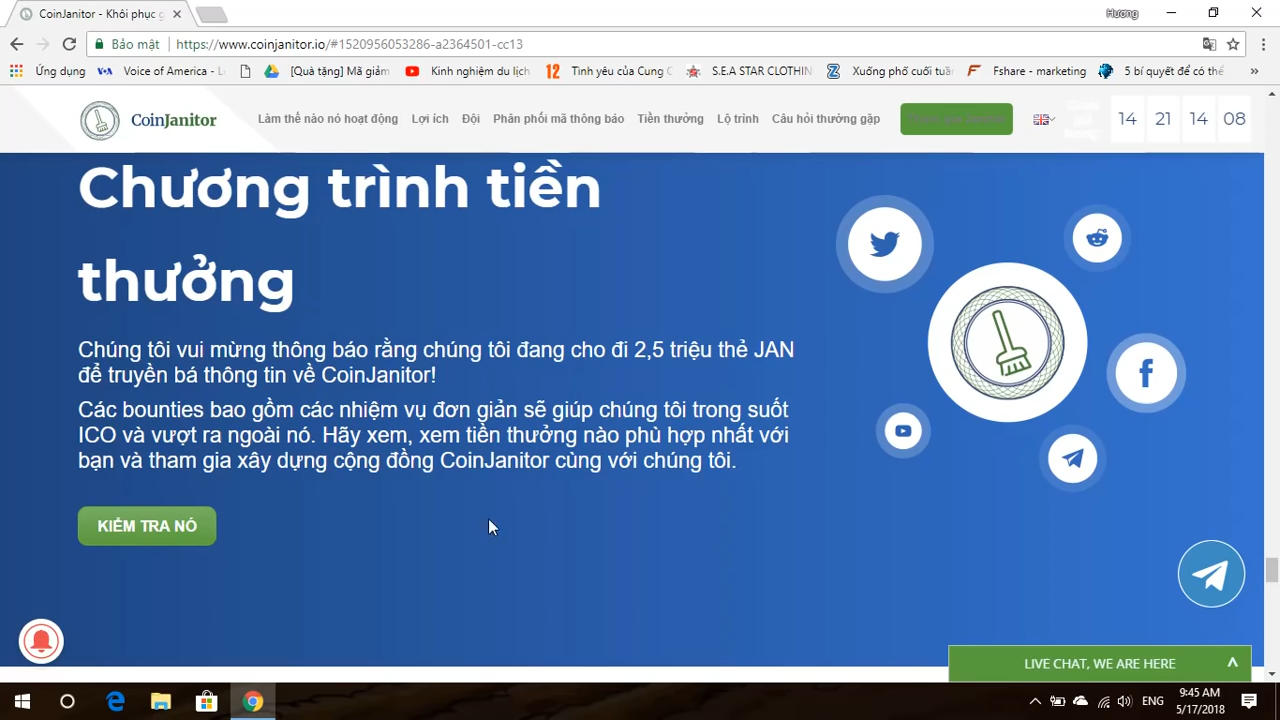 CoinJanitor - Khôi phục g
Hương
Bảo mật
https://www.coinjanitor.io/#1520956053286-a2364501-cc13
Ứng dụng
Voice of America - L
[Quà tặng] Mã giảm
Kinh nghiệm du lịch
Tình yêu của Cung C
S.E.A STAR CLOTHIN
Xuống phố cuối tuần
Fshare - marketing
5 bí quyết để có thể
»
CoinJanitor
Làm thế nào nó hoạt động
Lợi ích
Đội
Phân phối mã thông báo
Tiền thưởng
Lộ trình
Câu hỏi thường gặp
14 21 14 08
Chương trình tiền
thưởng
Chúng tôi vui mừng thông báo rằng chúng tôi đang cho đi 2,5 triệu thẻ JAN
để truyền bá thông tin về CoinJanitor!
Các bounties bao gồm các nhiệm vụ đơn giản sẽ giúp chúng tôi trong suốt
ICO và vượt ra ngoài nó. Hãy xem, xem tiền thưởng nào phù hợp nhất với
bạn và tham gia xây dựng cộng đồng CoinJanitor cùng với chúng tôi.
KIỂM TRA NÓ
LIVE CHAT, WE ARE HERE
ENG
9:45 AM
5/17/2018